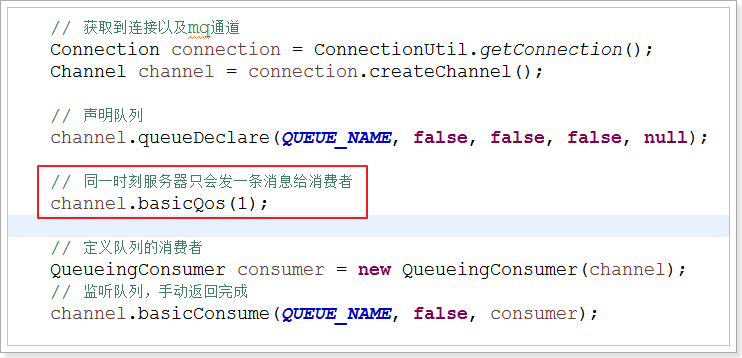 // 获取到连接以及mq通道
Connection connection = ConnectionUtil.getConnection();
Channel channel = connection.createChannel();
// 声明队列
channel.queueDeclare(QUEUE_NAME, false, false, false, null);
// 同一时刻服务器只会发一条消息给消费者
channel.basicQos(1);
// 定义队列的消费者
QueueingConsumer consumer = new QueueingConsumer(channel);
// 监听队列，手动返回完成
channel.basicConsume(QUEUE_NAME, false, consumer);